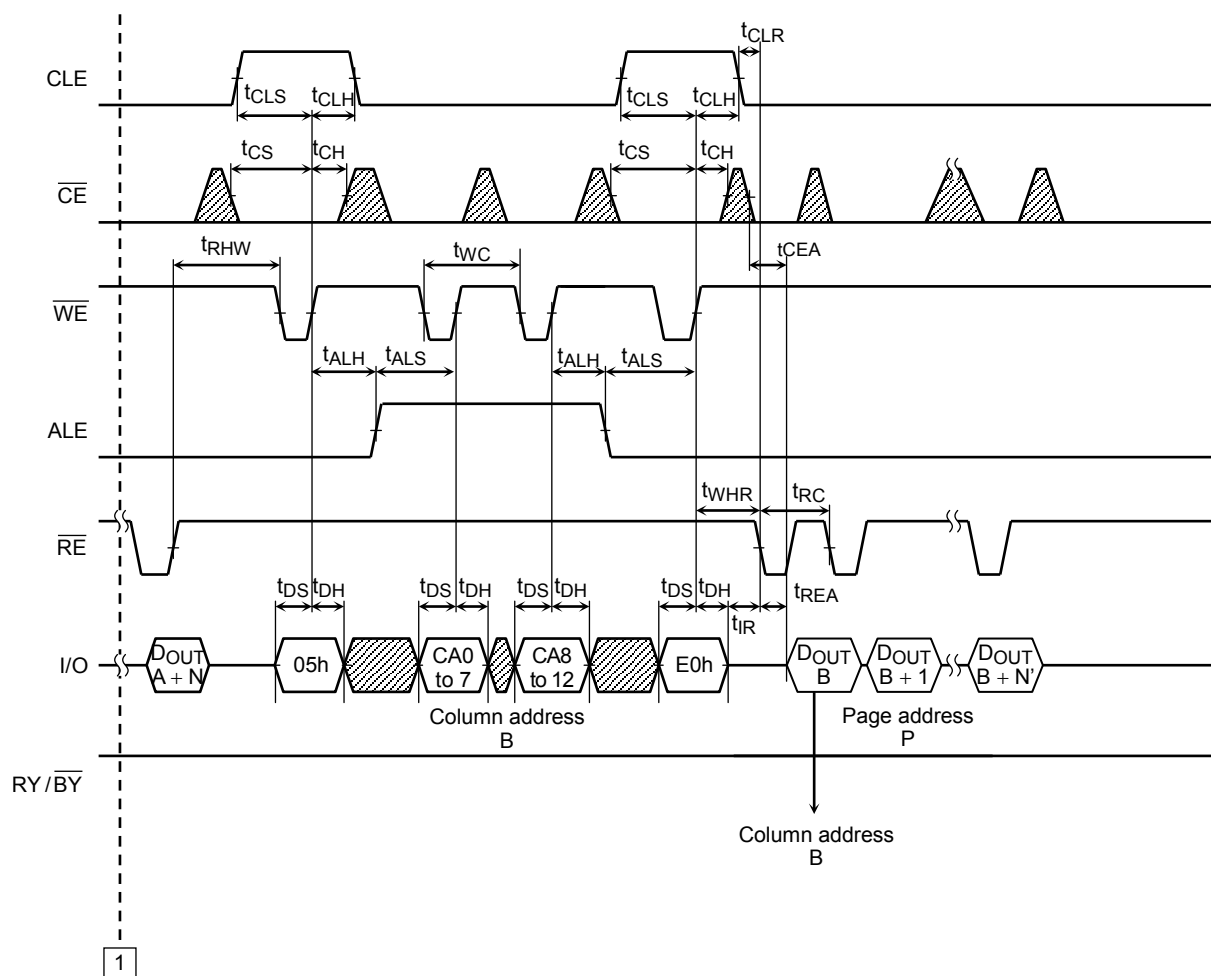 tCLR
CLE
tCLS tCLH tCLS tCLH
tCS tCH tCS tCH
CE
tRHW tWC tCEA
WE
tALH tALS tALH tALS
ALE
tWHR tRC
RE
tDS tDH tDS tDH tDS tDH tDS tDH tREA
tIR
I/O
DOUT
A + N
05h
CA0
to 7
CA8
to 12
E0h
DOUT
B
DOUT
B + 1
DOUT
B + N'
Column address
B
Page address
P
RY/BY
Column address
B
1